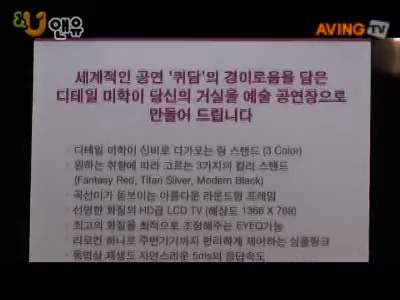 &U 앤유
AVING TV
세계적인 공연 '퀴담'의 경이로움을 담은
디테일 미학이 당신의 거실을 예술 공연장으로
만들어 드립니다
디테일 미학이 신비로 다가오는 링 스탠드 (3 Color)
원하는 취향에 따라 고르는 3가지의 컬러 스탠드
(Fantasy Red, Titan Silver, Modern Black)
곡선미가 돋보이는 아름다운 라운드형 프레임
선명한 화질의 HD급 LCD TV (해상도 1366 X 768)
최고의 화질을 최적으로 조정해주는 EYEQ기능
리모컨 하나로 주변기기까지 편리하게 제어하는 심플링크
동영상 재생도 자연스러운 5ms의 응답속도